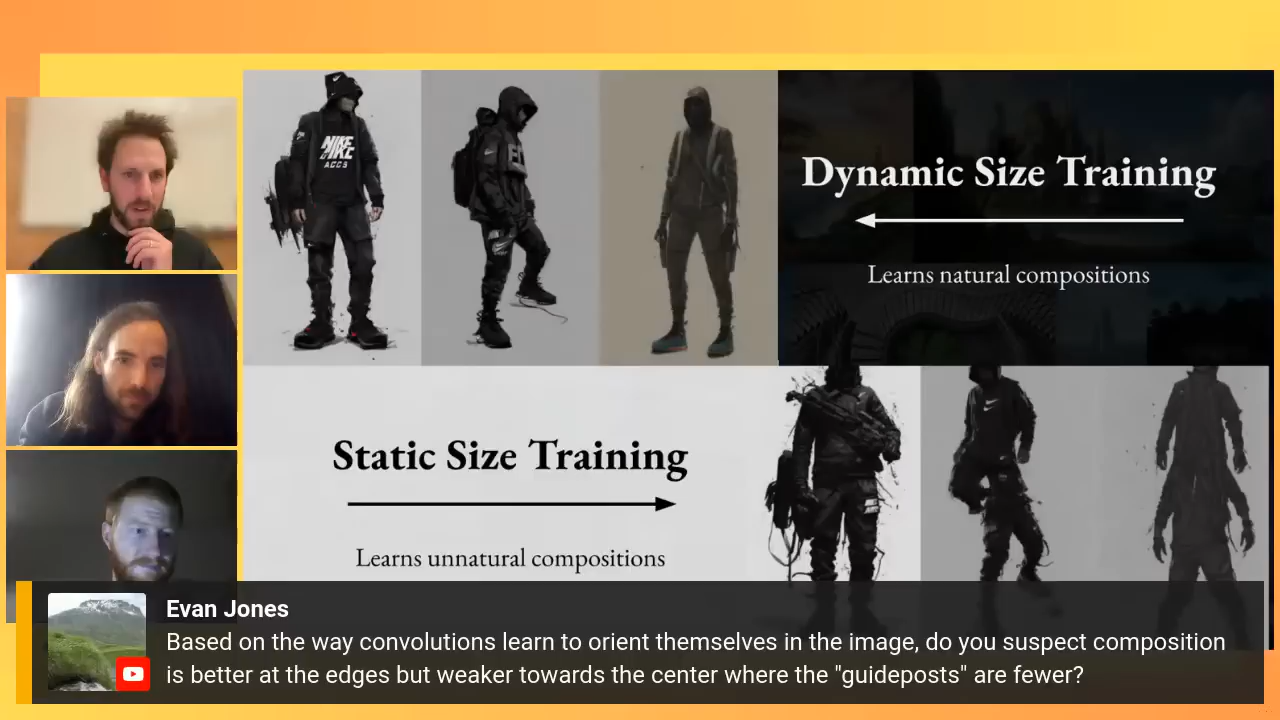 NIKE
ACCS
Dynamic Size Training
Learns natural compositions
Static Size Training
Learns unnatural compositions
Evan Jones
Based on the way convolutions learn to orient themselves in the image, do you suspect composition
is better at the edges but weaker towards the center where the "guideposts" are fewer?